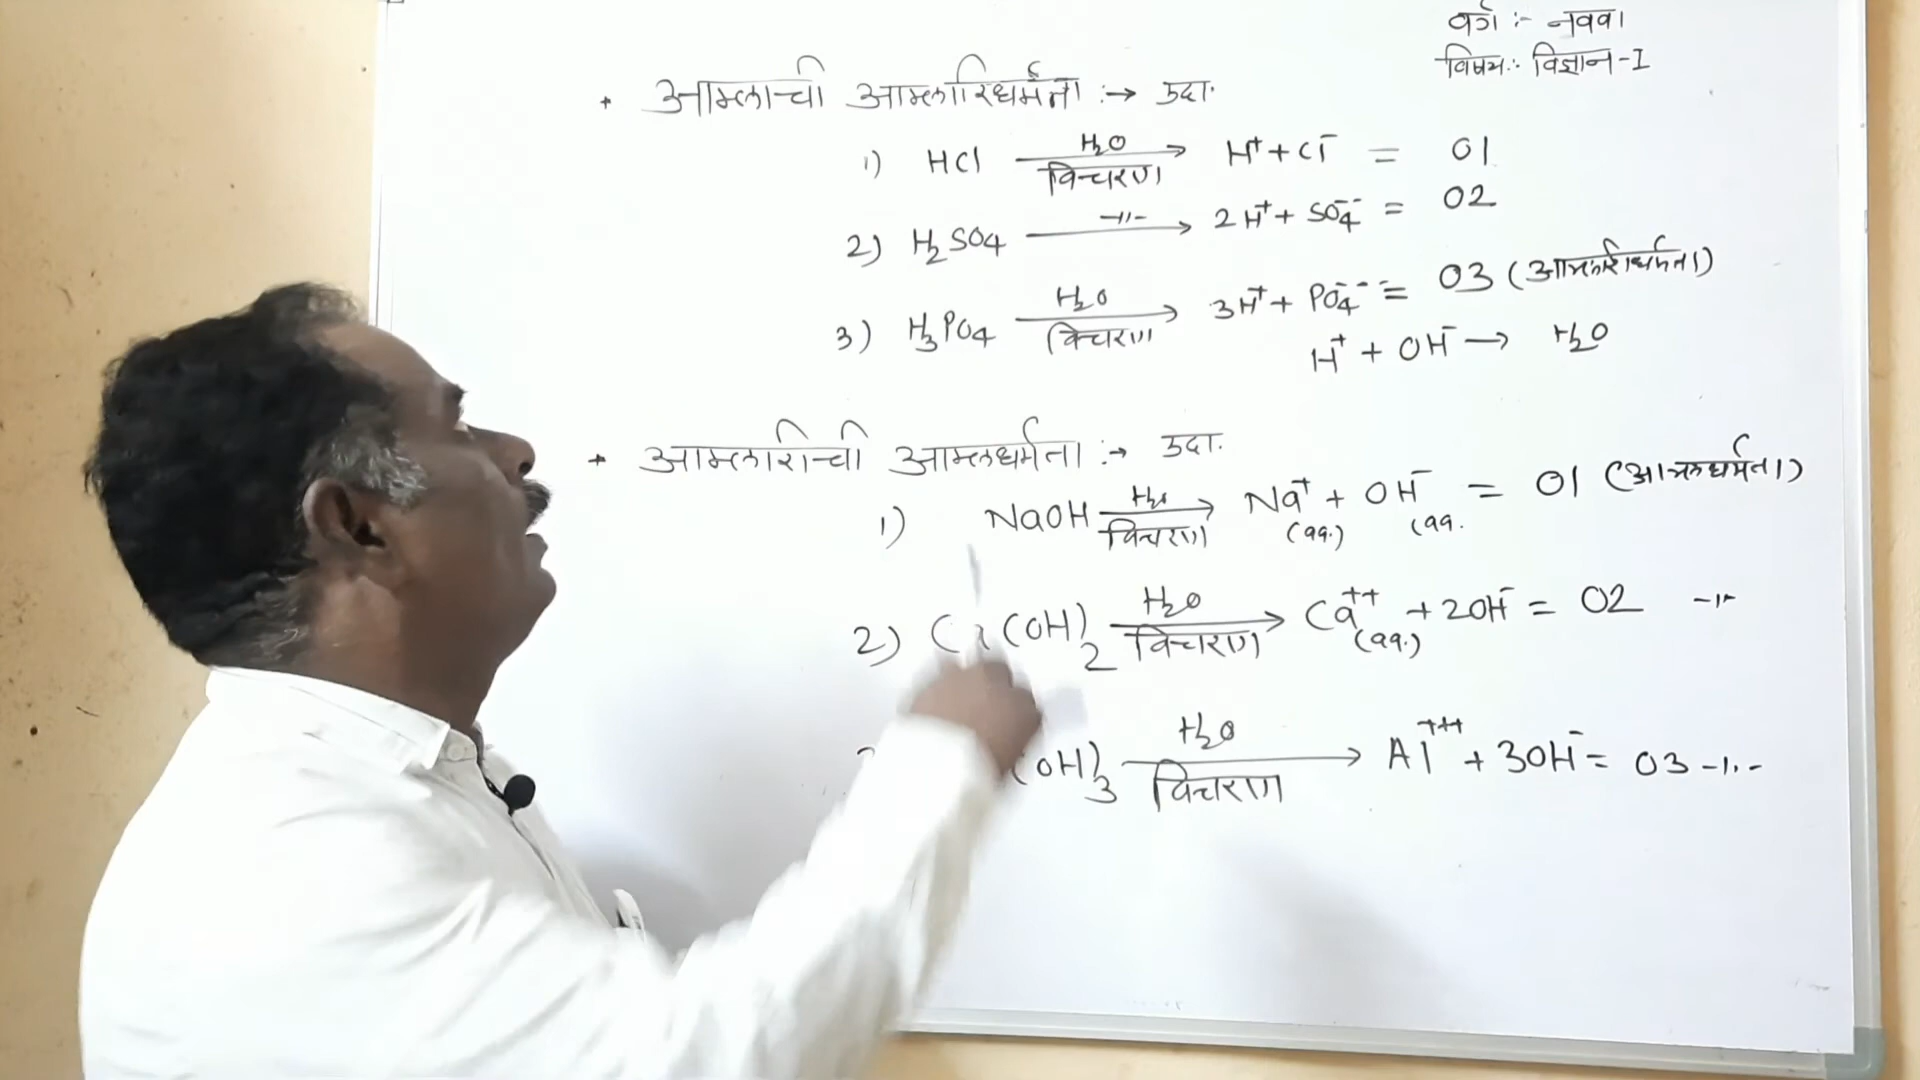 वर्ग :- नववा
विषय:- विज्ञान-I
* आम्लाची आम्लारिधर्मता :→ उदा.
1) HCl H₂O विचरण → H⁺ + Cl⁻ = 01
2) H₂SO₄ -11- → 2H⁺ + SO₄⁻⁻ = 02
3) H₃PO₄ H₂O विचरण → 3H⁺ + PO₄⁻⁻⁻ = 03 (आम्लारिधर्मता)
H⁺ + OH⁻ → H₂O
* आम्लारिची आम्लधर्मता :→ उदा.
1) NaOH H₂O विचरण → Na⁺ (aq.) + OH⁻ (aq. = 01 (आम्लधर्मता)
2) (OH)₂ H₂O विचरण → Ca⁺⁺ (aq.) + 2OH⁻ = 02 -11-
(OH)₃ H₂O विचरण → Al⁺⁺⁺ + 3OH⁻ = 03 -11-